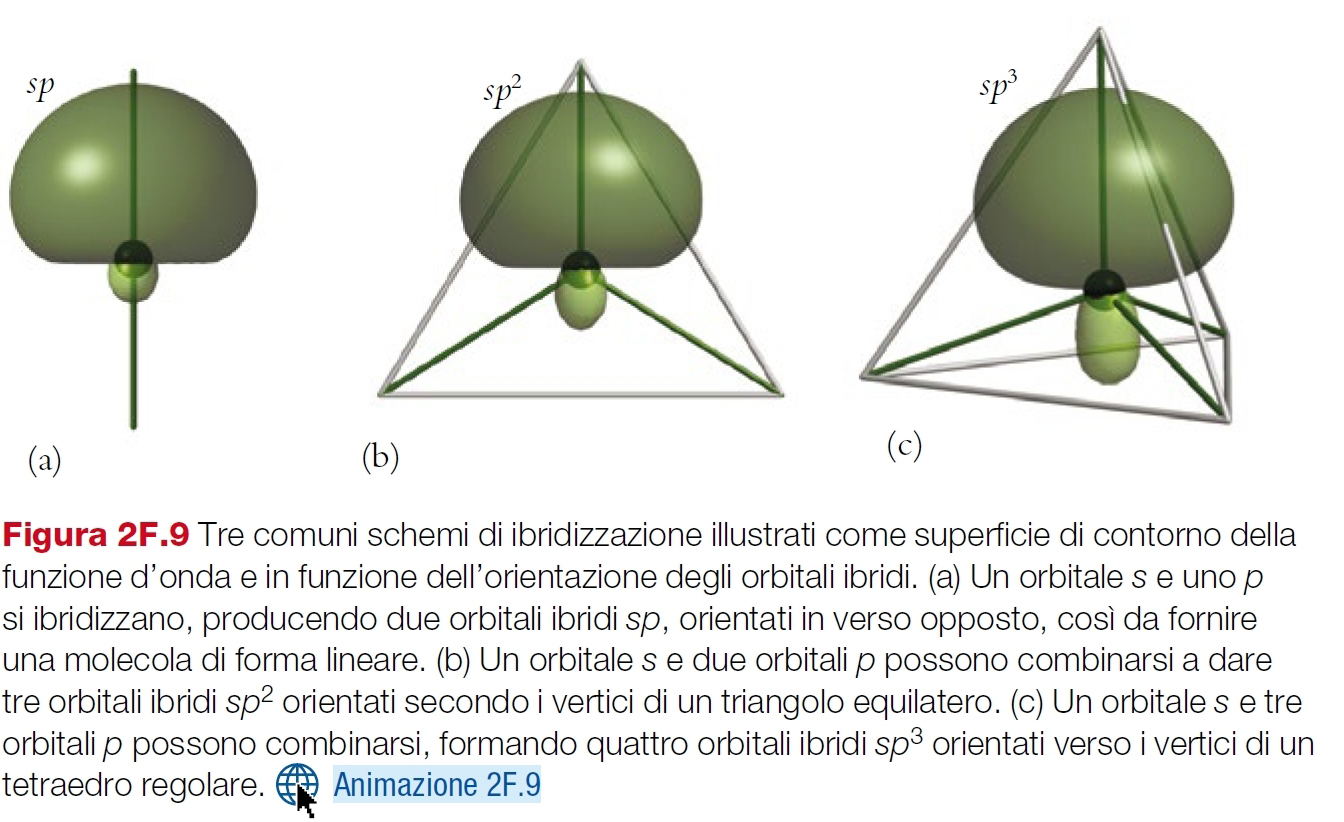 sp
sp²
sp³
(a)
(b)
(c)
Figura 2F.9 Tre comuni schemi di ibridizzazione illustrati come superficie di contorno della
funzione d’onda e in funzione dell’orientazione degli orbitali ibridi. (a) Un orbitale s e uno p
si ibridizzano, producendo due orbitali ibridi sp, orientati in verso opposto, così da fornire
una molecola di forma lineare. (b) Un orbitale s e due orbitali p possono combinarsi a dare
tre orbitali ibridi sp² orientati secondo i vertici di un triangolo equilatero. (c) Un orbitale s e tre
orbitali p possono combinarsi, formando quattro orbitali ibridi sp³ orientati verso i vertici di un
tetraedro regolare. Animazione 2F.9